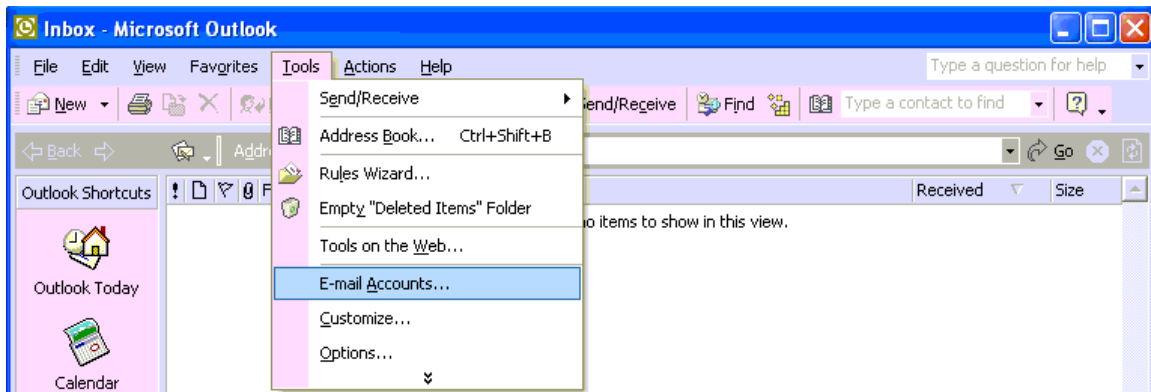 Inbox - Microsoft Outlook
File Edit View Favorites Tools Actions Help Type a question for help
New Send/Receive Find Type a contact to find
Back Addr Go
Send/Receive
Address Book... Ctrl+Shift+B
Rules Wizard...
Empty "Deleted Items" Folder
Tools on the Web...
E-mail Accounts...
Customize...
Options...
Outlook Shortcuts F Received Size
no items to show in this view.
Outlook Today
Calendar